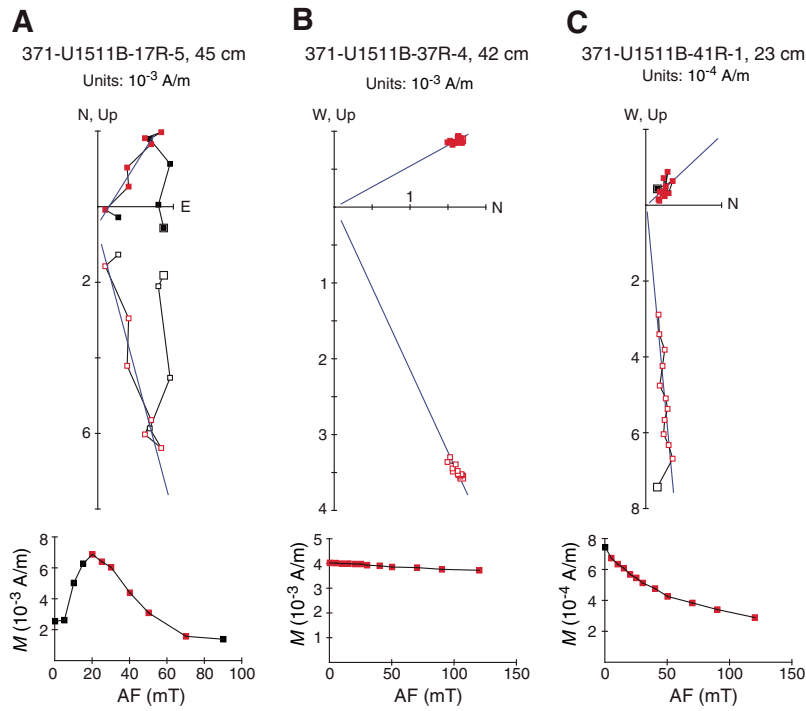 A
371-U1511B-17R-5, 45 cm
Units: 10⁻³ A/m
N, Up
E
2
6
8
6
4
2
M (10⁻³ A/m)
0 20 40 60 80 100
AF (mT)
B
371-U1511B-37R-4, 42 cm
Units: 10⁻³ A/m
W, Up
1
N
1
2
3
4
5
4
3
2
1
M (10⁻³ A/m)
0 50 100 150
AF (mT)
C
371-U1511B-41R-1, 23 cm
Units: 10⁻⁴ A/m
W, Up
N
2
4
6
8
8
6
4
2
M (10⁻⁴ A/m)
0 50 100 150
AF (mT)